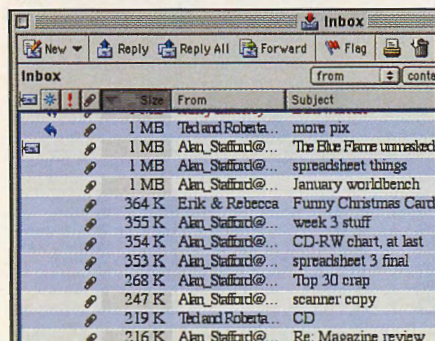 Inbox
New Reply Reply All Forward Flag
Inbox from
! Size From Subject
1 MB Ted and Roberta... more pix
1 MB Alan_Stafford@... The Blue Flame unmasked
1 MB Alan_Stafford@... spreadsheet things
1 MB Alan_Stafford@... January worldbench
364 K Erik & Rebecca Funny Christmas Card
355 K Alan_Stafford@... week 3 stuff
354 K Alan_Stafford@... CD-RW chart, at last
353 K Alan_Stafford@... spreadsheet 3 final
268 K Alan_Stafford@... Top 30 crap
247 K Alan_Stafford@... scanner copy
219 K Ted and Roberta... CD
216 K Alan_Stafford@... Re: Magazine review